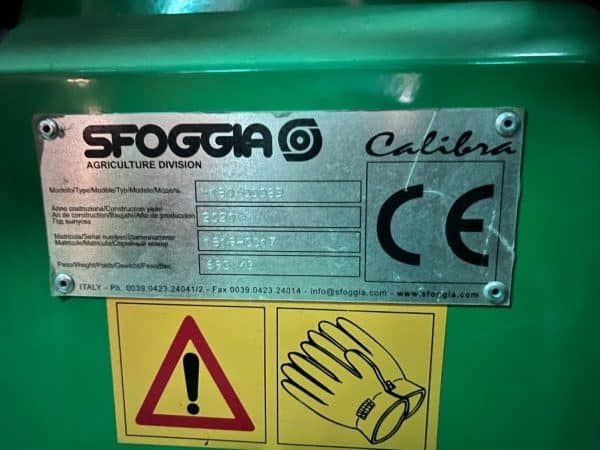 SFOGGIA Calibra
AGRICULTURE DIVISION
Modello/Type/Modèle/Typ/Modelo/Модель
Anno costruzione/Construction year/
An de construction/Baujahr/Año de producción
Год выпуска 2020
Matricola/Serial number/Stammnummer
Matricule/Matricula/Серийный номер
Peso/Weight/Poids/Gewicht/Peso/Вес
CE
ITALY - Ph. 0039.0423.24041/2 - Fax 0039.0423.24014 - info@sfoggia.com - www.sfoggia.com